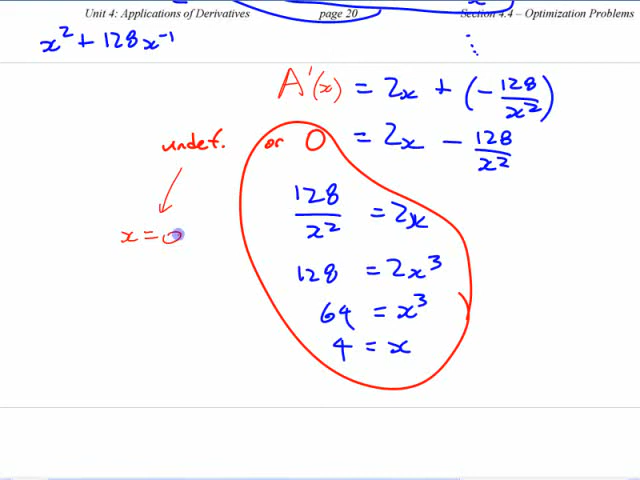 Unit 4: Applications of Derivatives page 20 Section 4.4 – Optimization Problems
x² + 128x⁻¹
A'(x) = 2x + (-128/x²)
undef. or 0 = 2x - 128/x²
128/x² = 2x
x = 0
128 = 2x³
64 = x³
4 = x